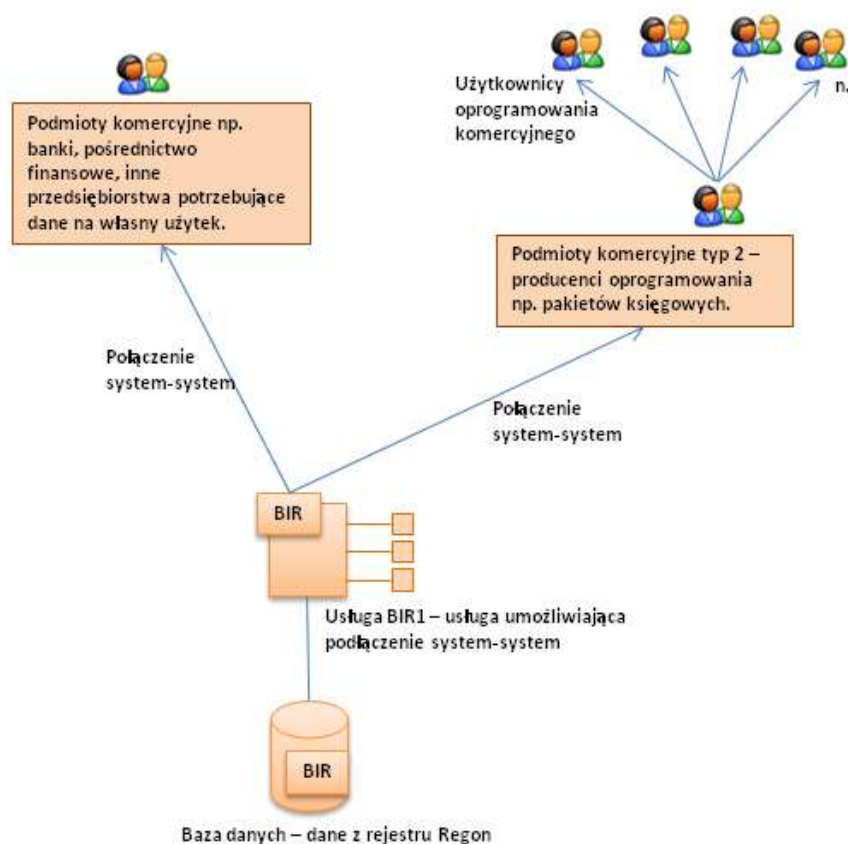 Użytkownicy
oprogramowania
komercyjnego
n.
Podmioty komercyjne np.
banki, pośrednictwo
finansowe, inne
przedsiębiorstwa potrzebujące
dane na własny użytek.
Podmioty komercyjne typ 2 –
producenci oprogramowania
np. pakietów księgowych.
Połączenie
system-system
Połączenie
system-system
BIR
Usługa BIR1 – usługa umożliwiająca
podłączenie system-system
BIR
Baza danych – dane z rejestru Regon